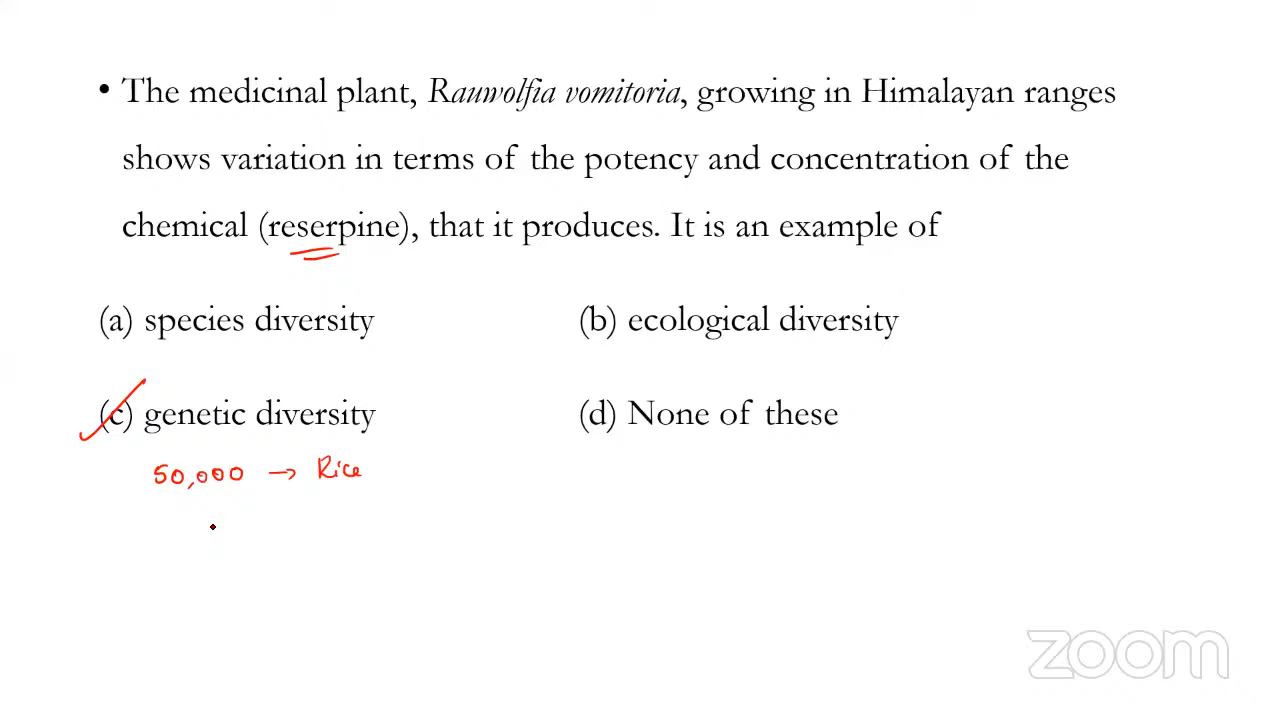 • The medicinal plant, Rauwolfia vomitoria, growing in Himalayan ranges
shows variation in terms of the potency and concentration of the
chemical (reserpine), that it produces. It is an example of
(a) species diversity (b) ecological diversity
(c) genetic diversity (d) None of these
50,000 → Rice
zoom